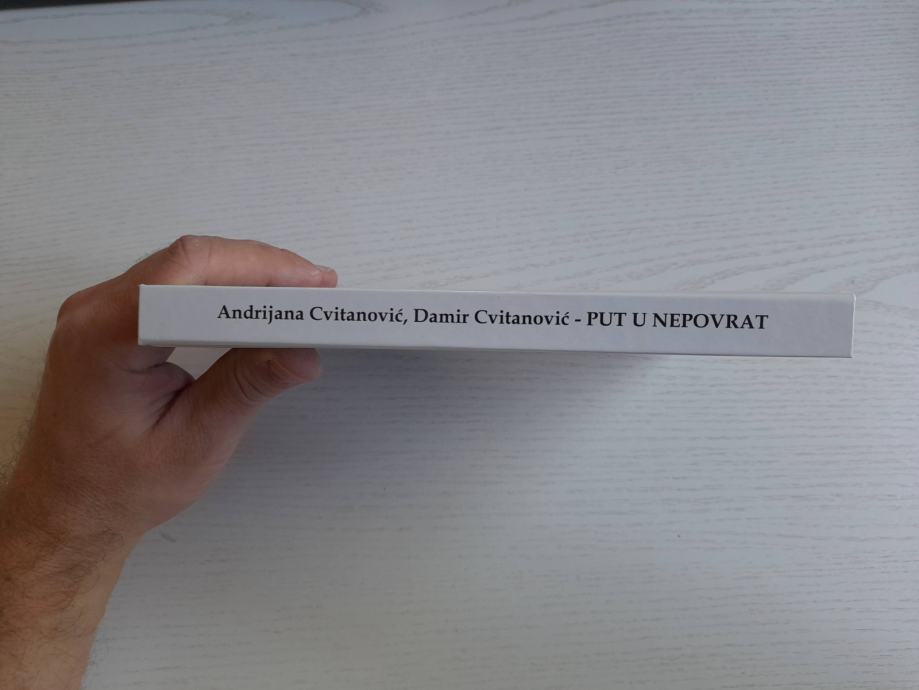 Andrijana Cvitanović, Damir Cvitanović - PUT U NEPOVRAT